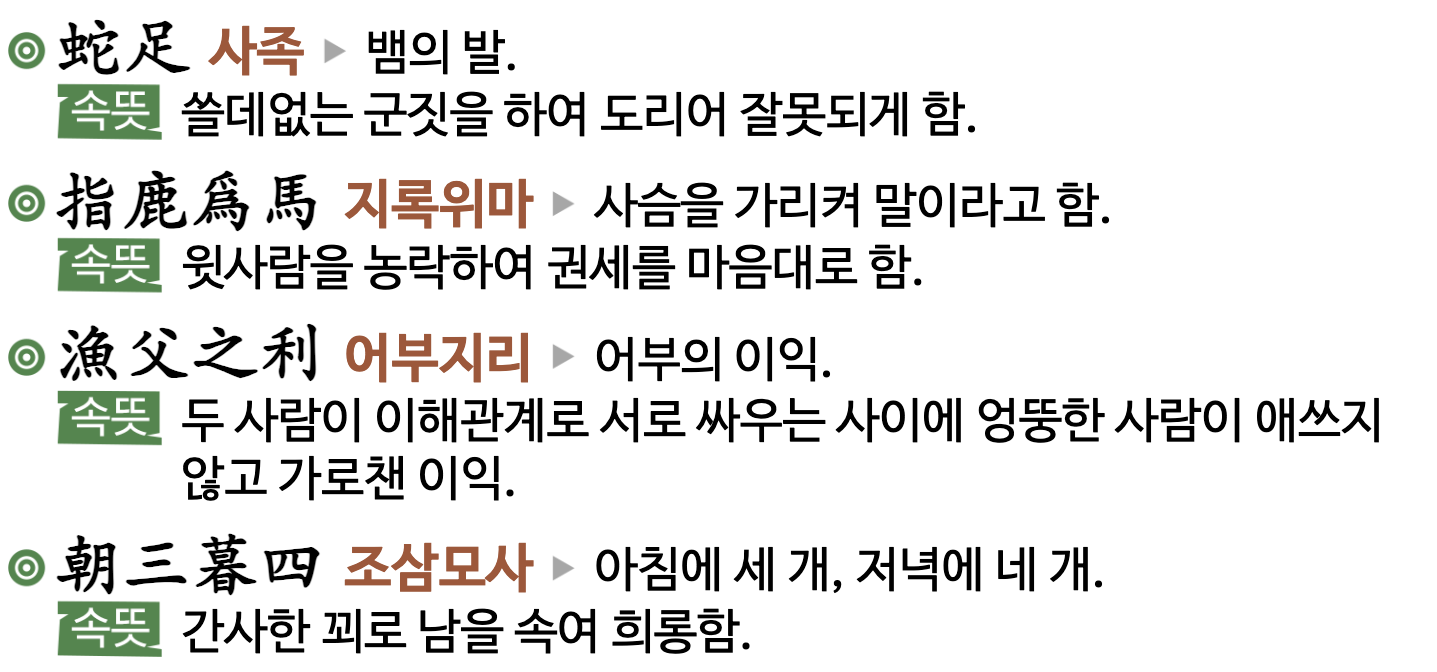 蛇足 사족 ▶ 뱀의 발.
속뜻 쓸데없는 군짓을 하여 도리어 잘못되게 함.
指鹿爲馬 지록위마 ▶ 사슴을 가리켜 말이라고 함.
속뜻 윗사람을 농락하여 권세를 마음대로 함.
漁父之利 어부지리 ▶ 어부의 이익.
속뜻 두 사람이 이해관계로 서로 싸우는 사이에 엉뚱한 사람이 애쓰지
않고 가로챈 이익.
朝三暮四 조삼모사 ▶ 아침에 세 개, 저녁에 네 개.
속뜻 간사한 꾀로 남을 속여 희롱함.